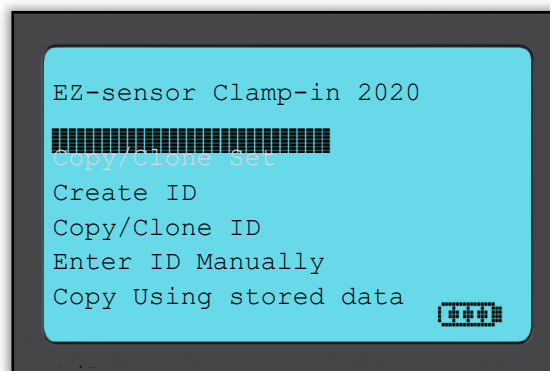 EZ-sensor Clamp-in 2020
Copy/Clone Set
Create ID
Copy/Clone ID
Enter ID Manually
Copy Using stored data